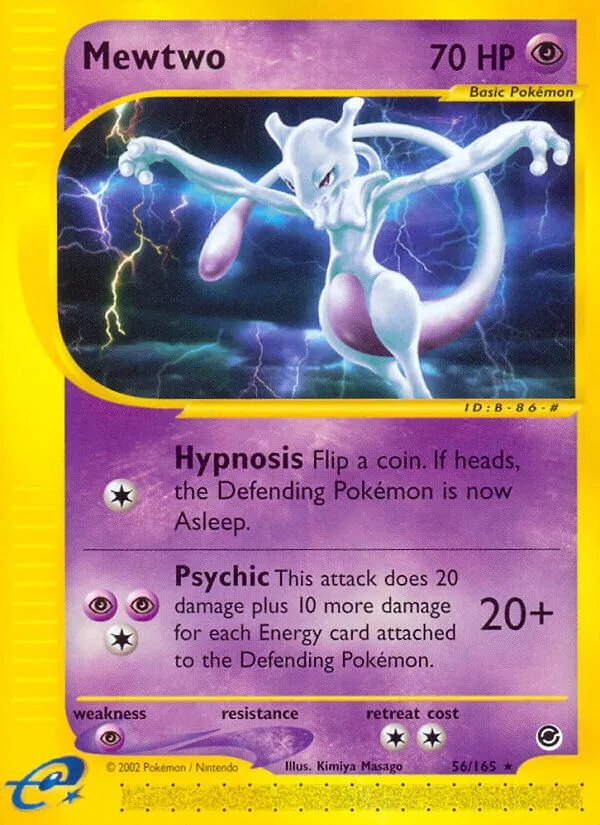 Mewtwo 70 HP
Basic Pokémon
ID:B-86-#
Hypnosis Flip a coin. If heads,
the Defending Pokémon is now
Asleep.
Psychic This attack does 20
damage plus 10 more damage
for each Energy card attached
to the Defending Pokémon.
20+
weakness resistance retreat cost
© 2002 Pokémon / Nintendo Illus. Kimiya Masago 56/165 ★
e